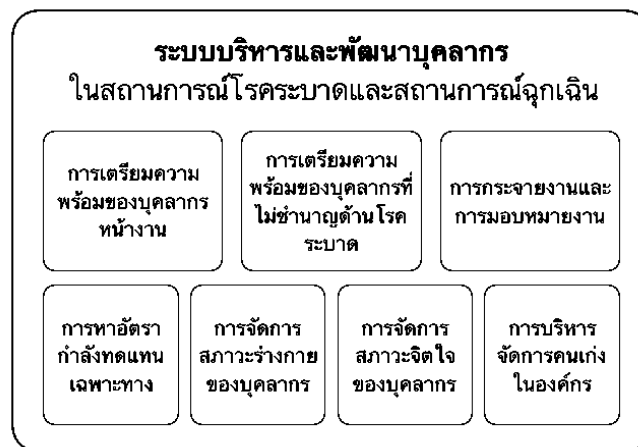 ระบบบริหารและพัฒนาบุคลากร
ในสถานการณ์โรคระบาดและสถานการณ์ฉุกเฉิน
การเตรียมความ
พร้อมของบุคลากร
หน้างาน
การเตรียมความ
พร้อมของบุคลากรที่
ไม่ชำนาญด้านโรค
ระบาด
การกระจายงานและ
การมอบหมายงาน
การหาอัตรา
กำลังทดแทน
เฉพาะทาง
การจัดการ
สภาวะร่างกาย
ของบุคลากร
การจัดการ
สภาวะจิตใจ
ของบุคลากร
การบริหาร
จัดการคนเก่ง
ในองค์กร